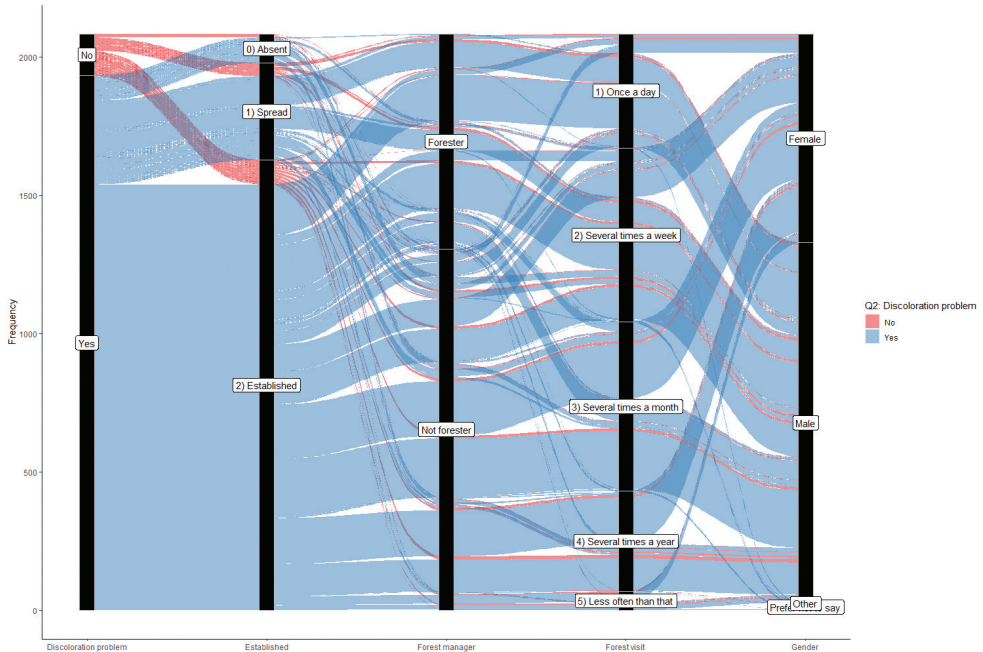 Frequency
2000
1500
1000
500
0
No
Yes
0) Absent
1) Spread
2) Established
Forester
Not forester
1) Once a day
2) Several times a week
3) Several times a month
4) Several times a year
5) Less often than that
Female
Male
Other
say
Discoloration problem
Established
Forest manager
Forest visit
Gender
Q2: Discoloration problem
No
Yes